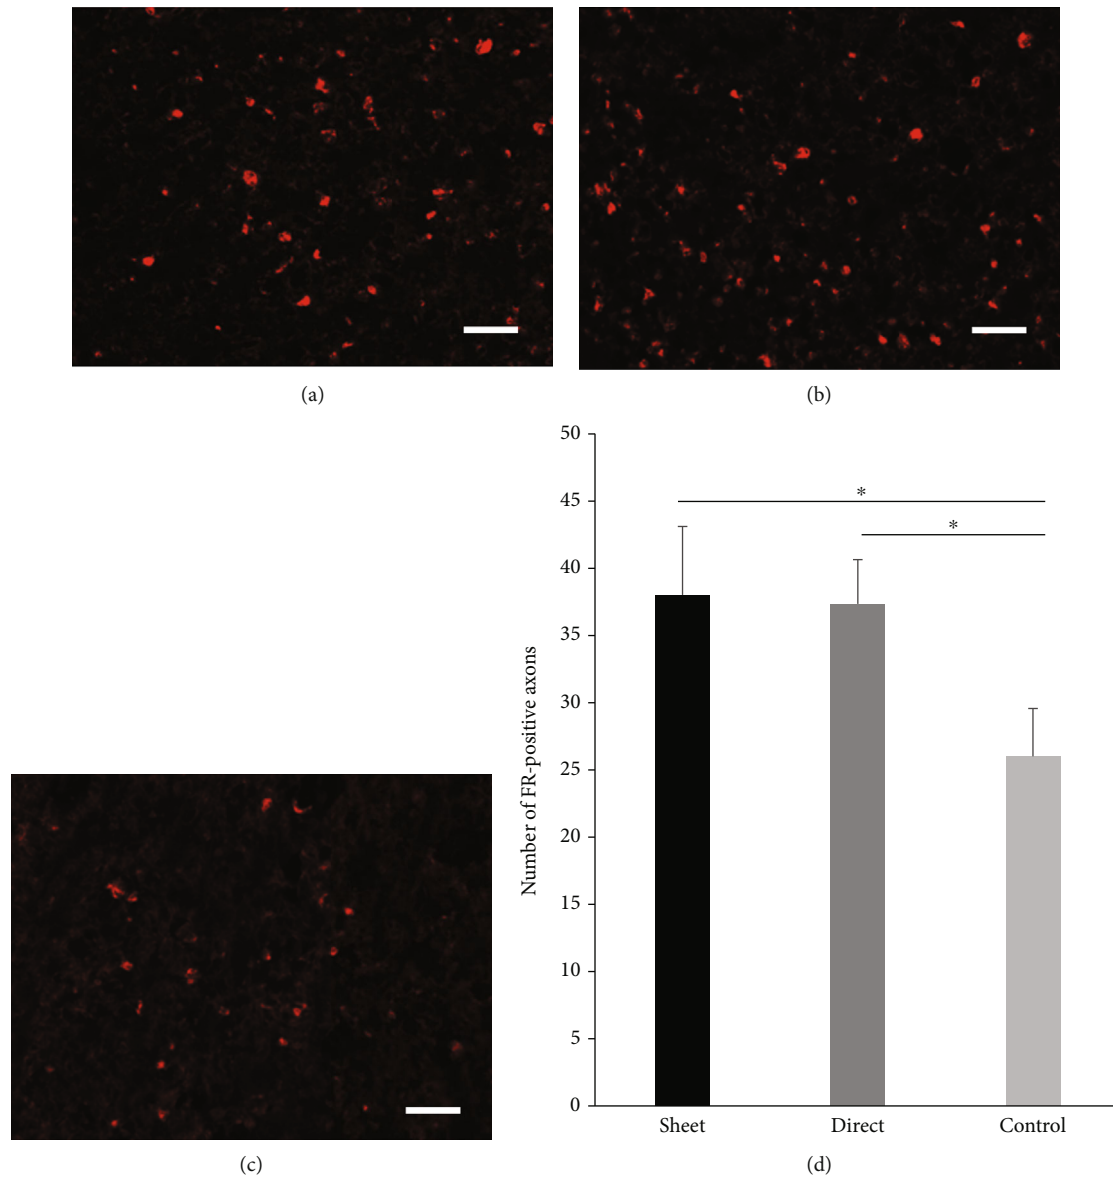 (a)
(b)
50
45
40
35
30
25
20
15
10
5
0
Number of FR-positive axons
*
*
Sheet Direct Control
(c)
(d)